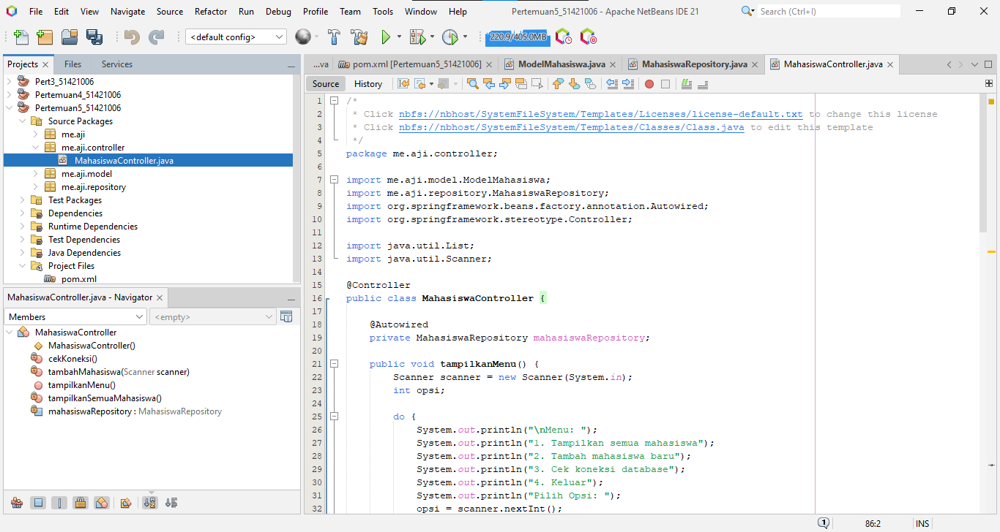 File Edit View Navigate Source Refactor Run Debug Profile Team Tools Window Help Pertemuan5_51421006 - Apache NetBeans IDE 21 Search (Ctrl+I)
<default config> 220.9/405.0MB
Projects Files Services
Pert3_51421006
Pertemuan4_51421006
Pertemuan5_51421006
Source Packages
me.aji
me.aji.controller
MahasiswaController.java
me.aji.model
me.aji.repository
Test Packages
Dependencies
Runtime Dependencies
Test Dependencies
Java Dependencies
Project Files
pom.xml
MahasiswaController.java - Navigator
Members <empty>
MahasiswaController
MahasiswaController()
cekKoneksi()
tambahMahasiswa(Scanner scanner)
tampilkanMenu()
tampilkanSemuaMahasiswa()
mahasiswaRepository : MahasiswaRepository
...va pom.xml [Pertemuan5_51421006] ModelMahasiswa.java MahasiswaRepository.java MahasiswaController.java
Source History
1 /*
2 * Click nbfs://nbhost/SystemFileSystem/Templates/Licenses/license-default.txt to change this license
3 * Click nbfs://nbhost/SystemFileSystem/Templates/Classes/Class.java to edit this template
4 */
5 package me.aji.controller;
6
7 import me.aji.model.ModelMahasiswa;
8 import me.aji.repository.MahasiswaRepository;
9 import org.springframework.beans.factory.annotation.Autowired;
10 import org.springframework.stereotype.Controller;
11
12 import java.util.List;
13 import java.util.Scanner;
14
15 @Controller
16 public class MahasiswaController {
17
18 @Autowired
19 private MahasiswaRepository mahasiswaRepository;
20
21 public void tampilkanMenu() {
22 Scanner scanner = new Scanner(System.in);
23 int opsi;
24
25 do {
26 System.out.println("\nMenu: ");
27 System.out.println("1. Tampilkan semua mahasiswa");
28 System.out.println("2. Tambah mahasiswa baru");
29 System.out.println("3. Cek koneksi database");
30 System.out.println("4. Keluar");
31 System.out.println("Pilih Opsi: ");
32 opsi = scanner.nextInt();
1 86:2 INS